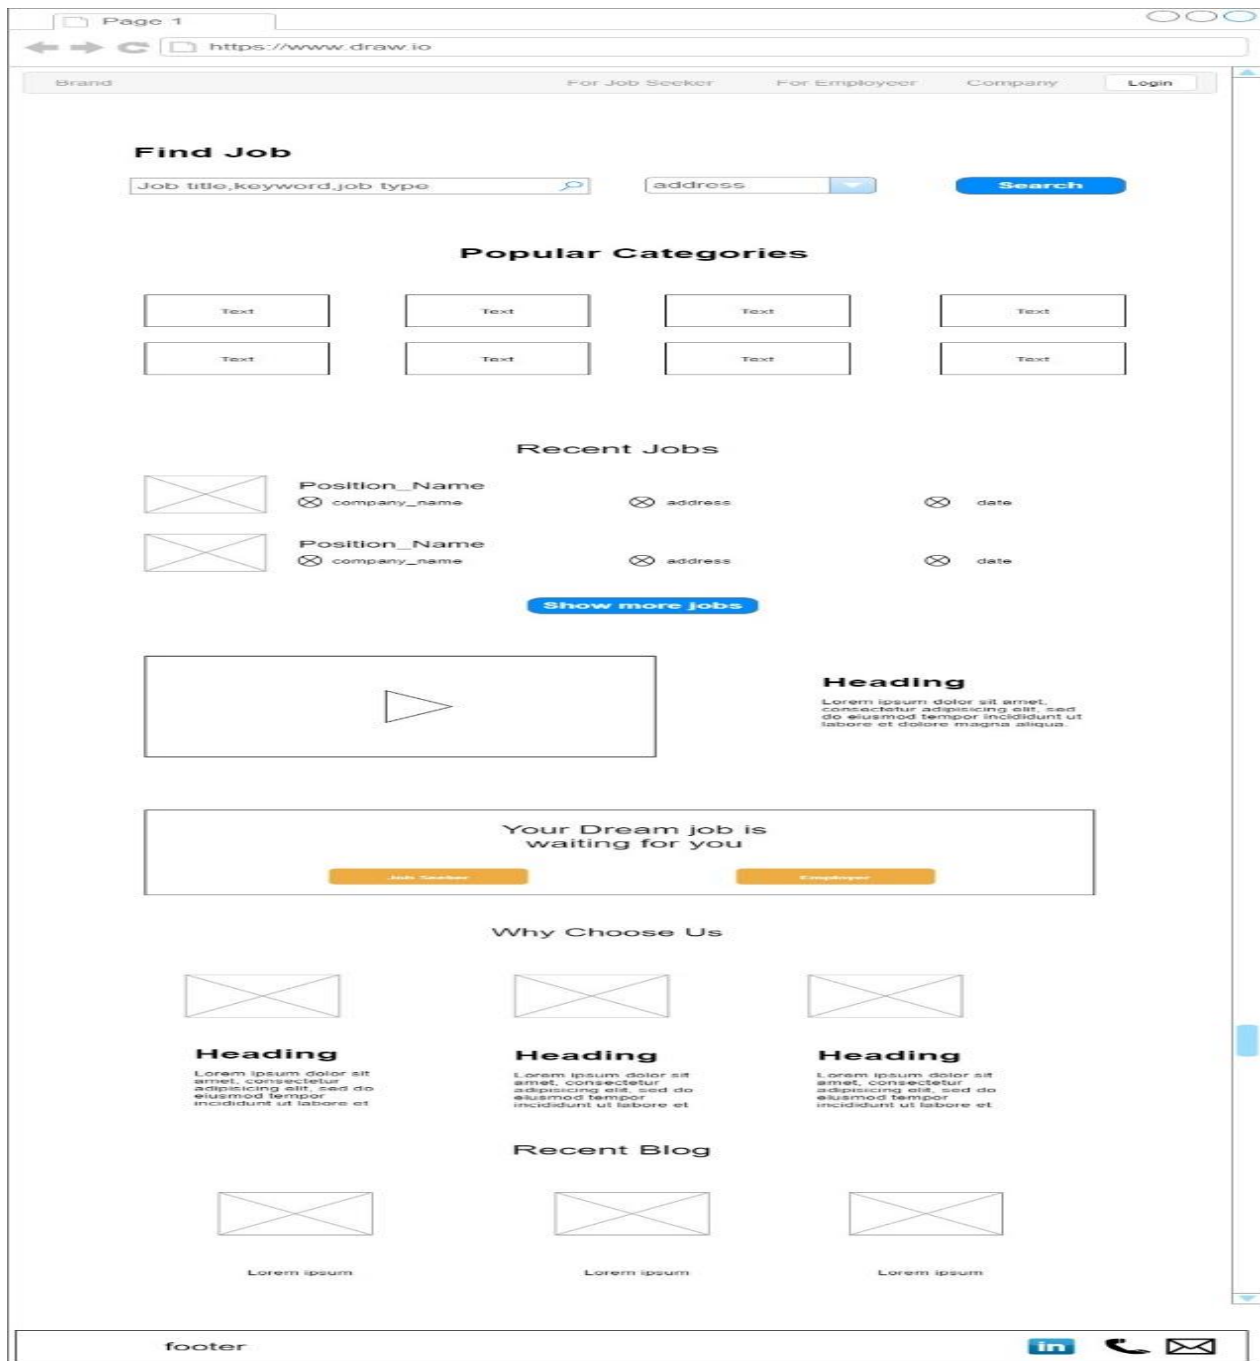 Page 1
https://www.draw.io
Brand For Job Seeker For Employeer Company Login
Find Job
Job title,keyword,job type address Search
Popular Categories
Text Text Text Text
Text Text Text Text
Recent Jobs
Position_Name
company_name address date
Position_Name
company_name address date
Show more jobs
Heading
Lorem ipsum dolor sit amet,
consectetur adipisicing elit, sed
do eiusmod tempor incididunt ut
labore et dolore magna aliqua.
Your Dream job is
waiting for you
Job Seeker Employer
Why Choose Us
Heading
Lorem ipsum dolor sit
amet, consectetur
adipisicing elit, sed do
eiusmod tempor
incididunt ut labore et
Heading
Lorem ipsum dolor sit
amet, consectetur
adipisicing elit, sed do
eiusmod tempor
incididunt ut labore et
Heading
Lorem ipsum dolor sit
amet, consectetur
adipisicing elit, sed do
eiusmod tempor
incididunt ut labore et
Recent Blog
Lorem ipsum Lorem ipsum Lorem ipsum
footer in